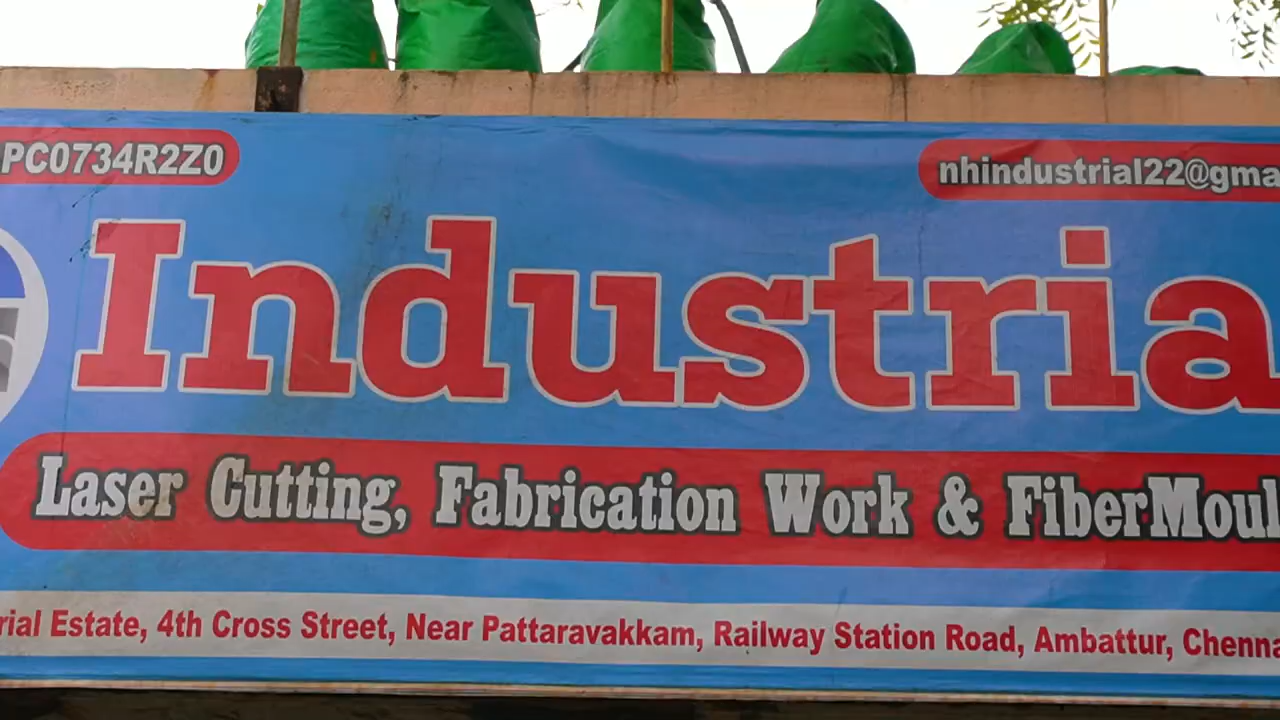 PC0734R2Z0
nhindustrial22@gma
Industria
Laser Cutting, Fabrication Work & FiberMoul
rial Estate, 4th Cross Street, Near Pattaravakkam, Railway Station Road, Ambattur, Chenna